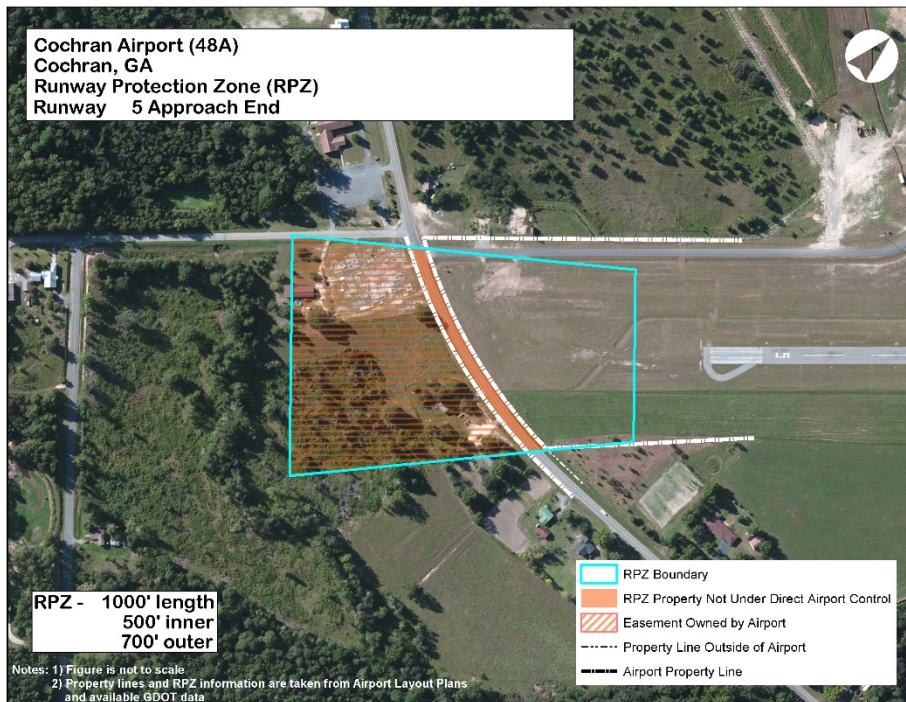 Cochran Airport (48A)
Cochran, GA
Runway Protection Zone (RPZ)
Runway 5 Approach End
5
RPZ - 1000' length
500' inner
700' outer
RPZ Boundary
RPZ Property Not Under Direct Airport Control
Easement Owned by Airport
Property Line Outside of Airport
Airport Property Line
Notes: 1) Figure is not to scale
2) Property lines and RPZ information are taken from Airport Layout Plans
and available GDOT data